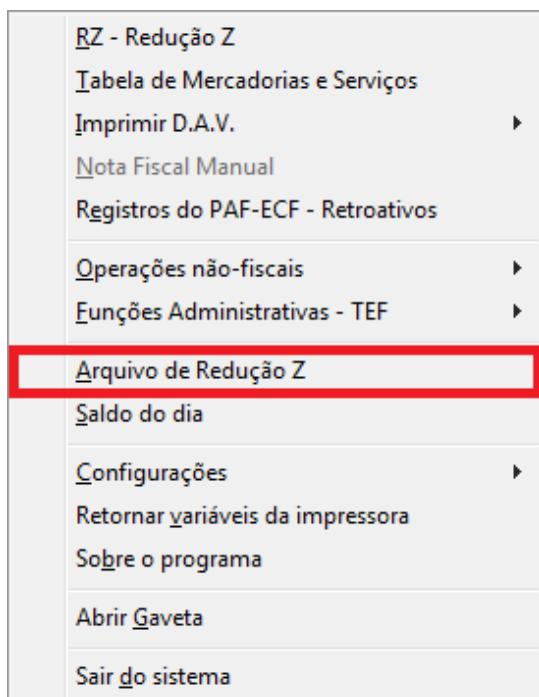 RZ - Redução Z
Tabela de Mercadorias e Serviços
Imprimir D.A.V.
Nota Fiscal Manual
Registros do PAF-ECF - Retroativos
Operações não-fiscais
Funções Administrativas - TEF
Arquivo de Redução Z
Saldo do dia
Configurações
Retornar variáveis da impressora
Sobre o programa
Abrir Gaveta
Sair do sistema